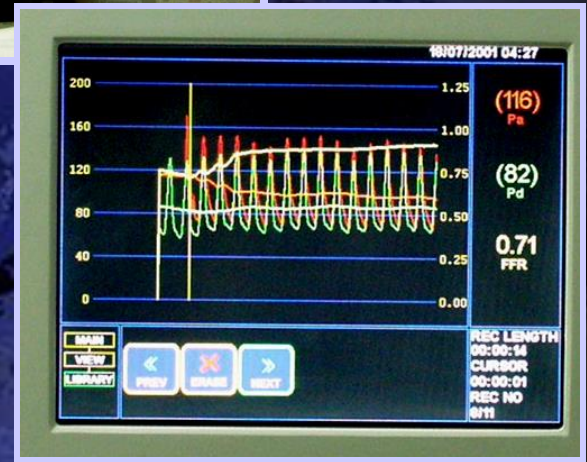 18/07/2001 04:27
200
160
120
80
40
0
1.25
1.00
0.75
0.50
0.25
0.00
(116)
Pa
(82)
Pd
0.71
FFR
MAIN
VIEW
LIBRARY
PREV
ERASE
NEXT
REC LENGTH
00:00:14
CURSOR
00:00:01
REC NO